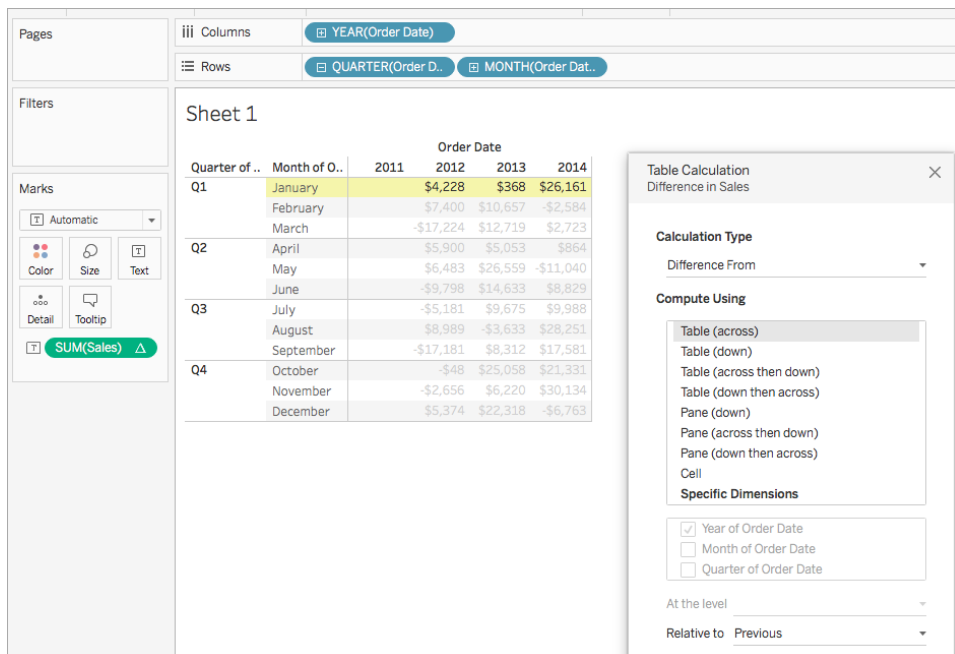 Pages
Columns
YEAR(Order Date)
Rows
QUARTER(Order D..
MONTH(Order Dat..
Filters
Sheet 1
Order Date
Quarter of .. Month of O.. 2011 2012 2013 2014
Q1 January $4,228 $368 $26,161
February $7,400 $10,657 -$2,584
March -$17,224 $12,719 $2,723
Q2 April $5,900 $5,053 $864
May $6,483 $26,559 -$11,040
June -$9,798 $14,633 $8,829
Q3 July -$5,181 $9,675 $9,988
August $8,989 -$3,633 $28,251
September -$17,181 $8,312 $17,581
Q4 October -$48 $25,058 $21,331
November -$2,656 $6,220 $30,134
December $5,374 $22,318 -$6,763
Marks
T Automatic
Color Size T Text
Detail Tooltip
T SUM(Sales) Δ
Table Calculation
Difference in Sales
Calculation Type
Difference From
Compute Using
Table (across)
Table (down)
Table (across then down)
Table (down then across)
Pane (down)
Pane (across then down)
Pane (down then across)
Cell
Specific Dimensions
Year of Order Date
Month of Order Date
Quarter of Order Date
At the level
Relative to Previous